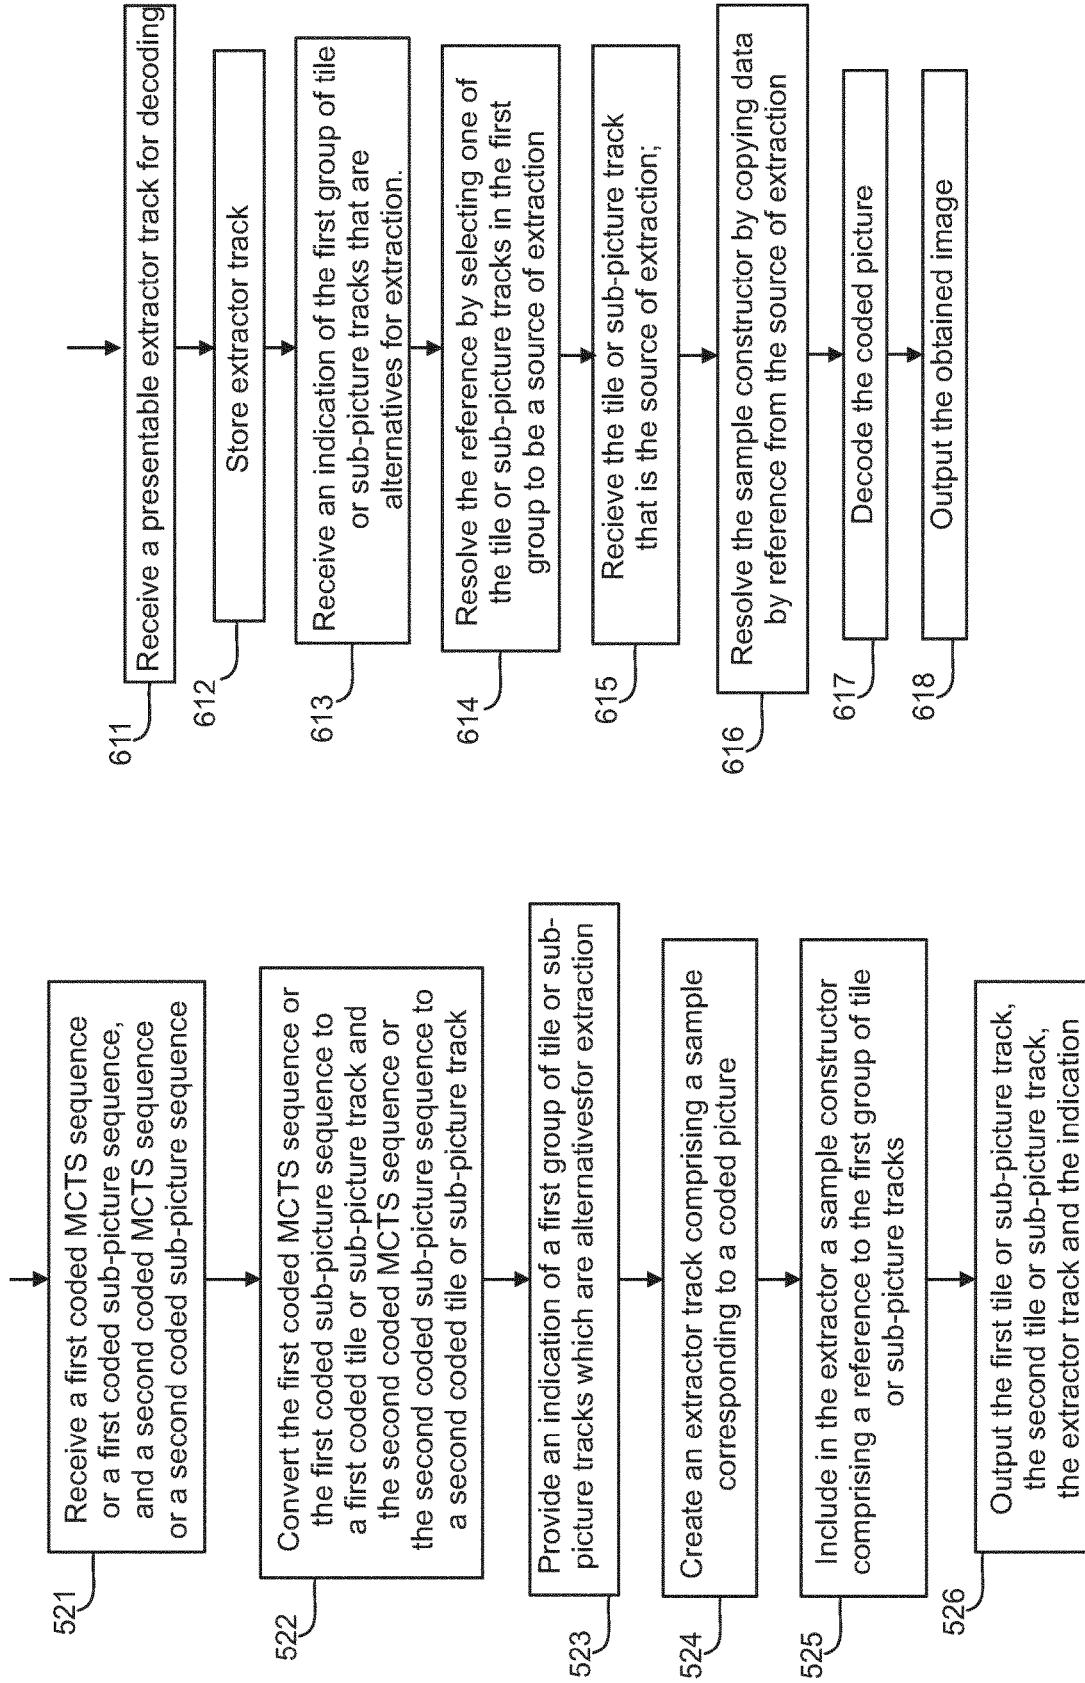 521
Receive a first coded MCTS sequence
or a first coded sub-picture sequence,
and a second coded MCTS sequence
or a second coded sub-picture sequence
522
Convert the first coded MCTS sequence or
the first coded sub-picture sequence to
a first coded tile or sub-picture track and
the second coded MCTS sequence or
the second coded sub-picture sequence to
a second coded tile or sub-picture track
523
Provide an indication of a first group of tile or sub-
picture tracks which are alternativesfor extraction
524
Create an extractor track comprising a sample
corresponding to a coded picture
525
Include in the extractor a sample constructor
comprising a reference to the first group of tile
or sub-picture tracks
526
Output the first tile or sub-picture track,
the second tile or sub-picture track,
the extractor track and the indication
611
Receive a presentable extractor track for decoding
612
Store extractor track
613
Receive an indication of the first group of tile
or sub-picture tracks that are
alternatives for extraction.
614
Resolve the reference by selecting one of
the tile or sub-picture tracks in the first
group to be a source of extraction
615
Recieve the tile or sub-picture track
that is the source of extraction;
616
Resolve the sample constructor by copying data
by reference from the source of extraction
617
Decode the coded picture
618
Output the obtained image